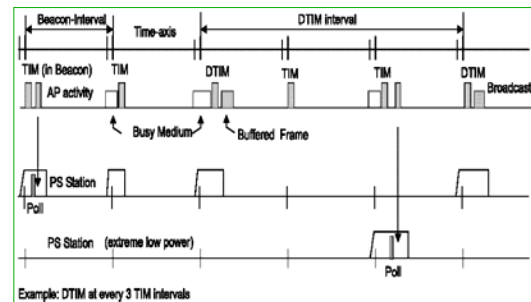 Beacon-Interval
DTIM interval
Time-axis
TIM (in Beacon)
TIM
DTIM
TIM
TIM
DTIM
AP activity
Broadcast
Busy Medium
Buffered Frame
PS Station
Poll
PS Station (extreme low power)
Poll
Example: DTIM at every 3 TIM intervals